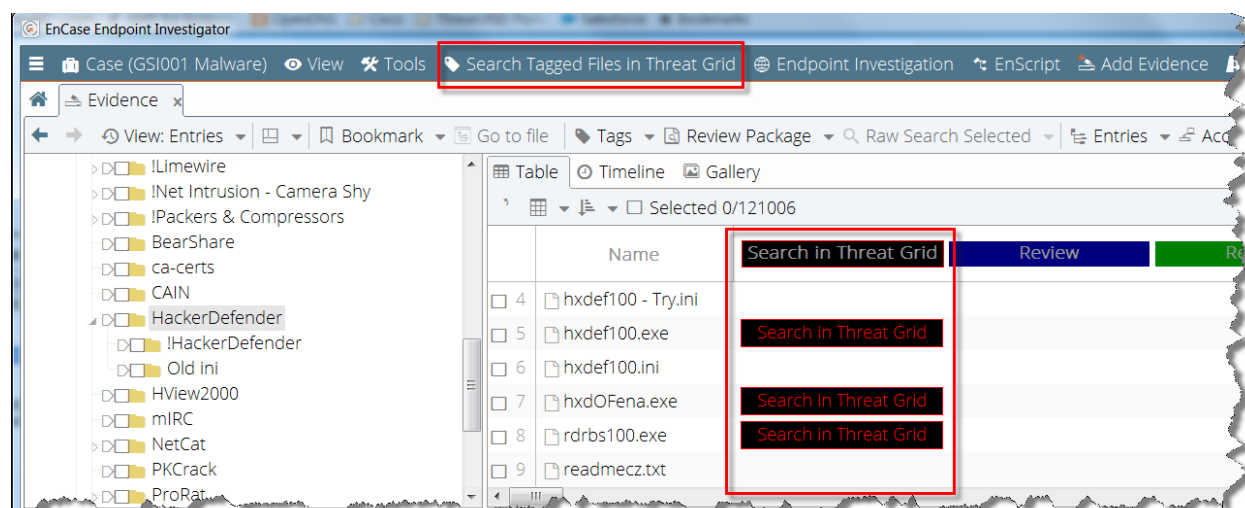 EnCase Endpoint Investigator
Case (GSI001 Malware) View Tools Search Tagged Files in Threat Grid Endpoint Investigation EnScript Add Evidence
Evidence x
View: Entries Bookmark Go to file Tags Review Package Raw Search Selected Entries
!Limewire
!Net Intrusion - Camera Shy
!Packers & Compressors
BearShare
ca-certs
CAIN
HackerDefender
!HackerDefender
Old ini
HView2000
mIRC
NetCat
PKCrack
ProRat
Table Timeline Gallery
Selected 0/121006
Name Search in Threat Grid Review
4 hxdef100 - Try.ini
5 hxdef100.exe Search in Threat Grid
6 hxdef100.ini
7 hxdOFena.exe Search in Threat Grid
8 rdrbs100.exe Search in Threat Grid
9 readmecz.txt